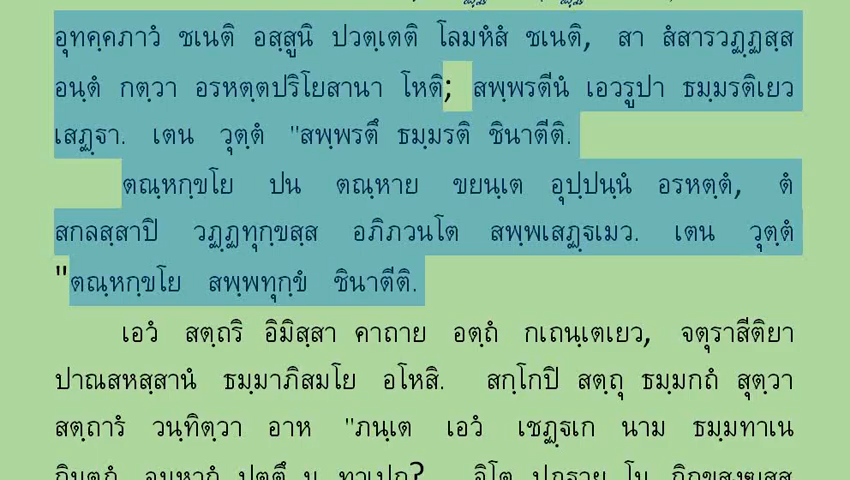 อุทคฺคภาวํ ชเนติ อสฺสูนิ ปวตฺเตติ โลมหํสํ ชเนติ, สา สํสารวฏฺฏสฺส
อนฺตํ กตฺวา อรหตฺตปริโยสานา โหติ; สพฺพรตีนํ เอวรูปา ธมฺมรติเยว
เสฏฺฐา. เตน วุตฺตํ "สพฺพรตึ ธมฺมรติ ชินาตีติ.
ตณฺหกฺขโย ปน ตณฺหาย ขยนฺเต อุปฺปนฺนํ อรหตฺตํ, ตํ
สกลสฺสาปิ วฏฺฏทุกฺขสฺส อภิภวนโต สพฺพเสฏฺฐเมว. เตน วุตฺตํ
"ตณฺหกฺขโย สพฺพทุกฺขํ ชินาตีติ.
เอวํ สตฺถริ อิมิสฺสา คาถาย อตฺถํ กเถนฺเตเยว, จตุราสีติยา
ปาณสหสฺสานํ ธมฺมาภิสมโย อโหสิ. สกฺโกปิ สตฺถุ ธมฺมกถํ สุตฺวา
สตฺถารํ วนฺทิตฺวา อาห "ภนฺเต เอวํ เชฏฺฐเก นาม ธมฺมทาเน